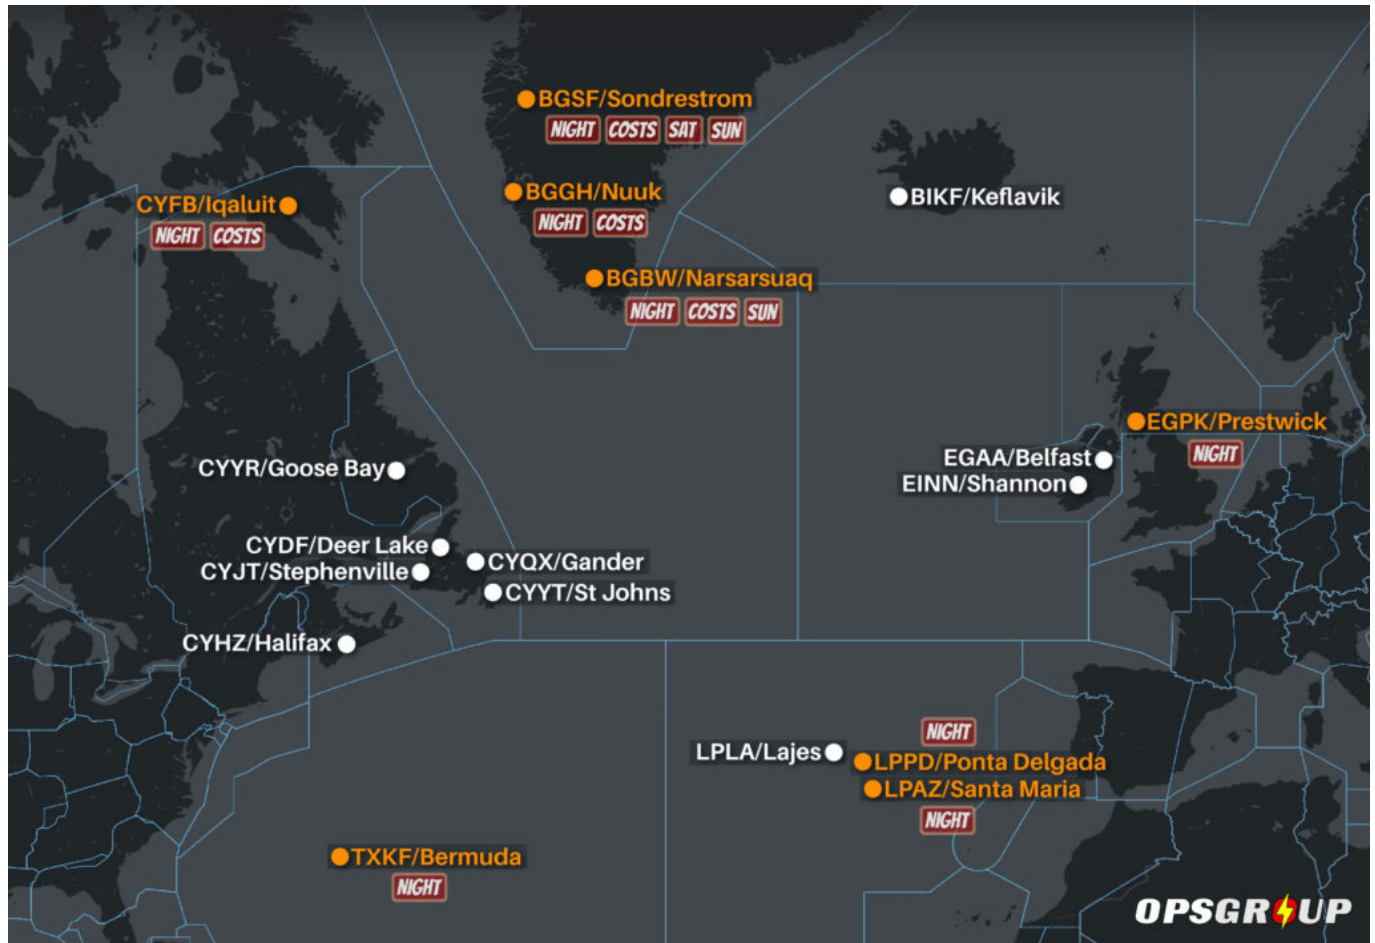 BGSF/Sondrestrom
NIGHT COSTS SAT SUN
BGGH/Nuuk
NIGHT COSTS
CYFB/Iqaluit
NIGHT COSTS
BIKF/Keflavik
BGBW/Narsarsuaq
NIGHT COSTS SUN
EGPK/Prestwick
NIGHT
EGAA/Belfast
EINN/Shannon
CYYR/Goose Bay
CYDF/Deer Lake
CYJT/Stephenville
CYQX/Gander
CYYT/St Johns
CYHZ/Halifax
NIGHT
LPLA/Lajes
LPPD/Ponta Delgada
LPAZ/Santa Maria
NIGHT
TXKF/Bermuda
NIGHT
OPSGROUP